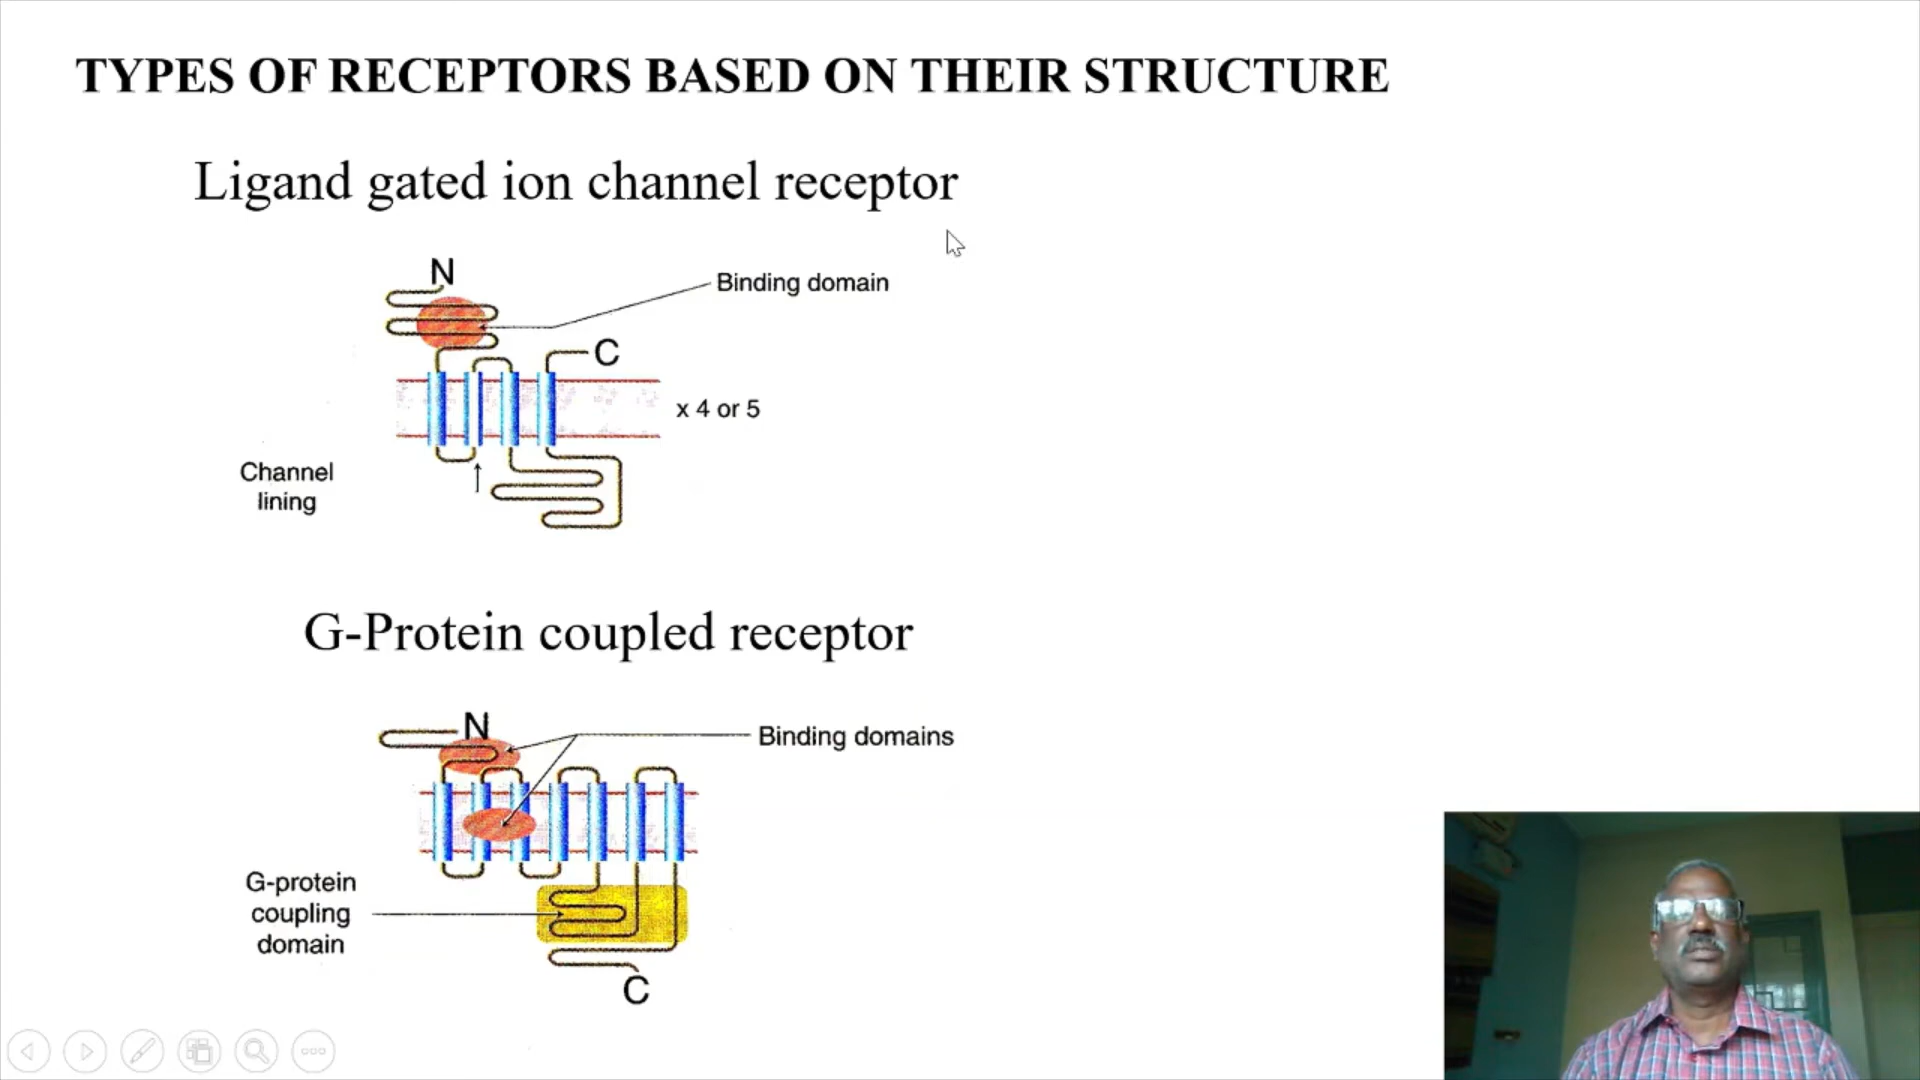 TYPES OF RECEPTORS BASED ON THEIR STRUCTURE
Ligand gated ion channel receptor
N
Binding domain
C
x 4 or 5
Channel
lining
G-Protein coupled receptor
N
Binding domains
G-protein
coupling
domain
C